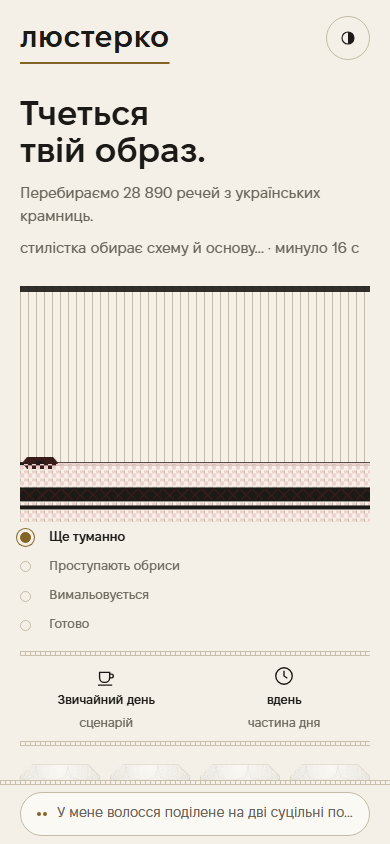 люстерко
Тчеться
твій образ.
Перебираємо 28 890 речей з українських
крамниць.
стилістка обирає схему й основу... · минуло 16 с
Ще туманно
Проступають обриси
Вимальовується
Готово
Звичайний день
сценарій
вдень
частина дня
У мене волосся поділене на дві суцільні по...